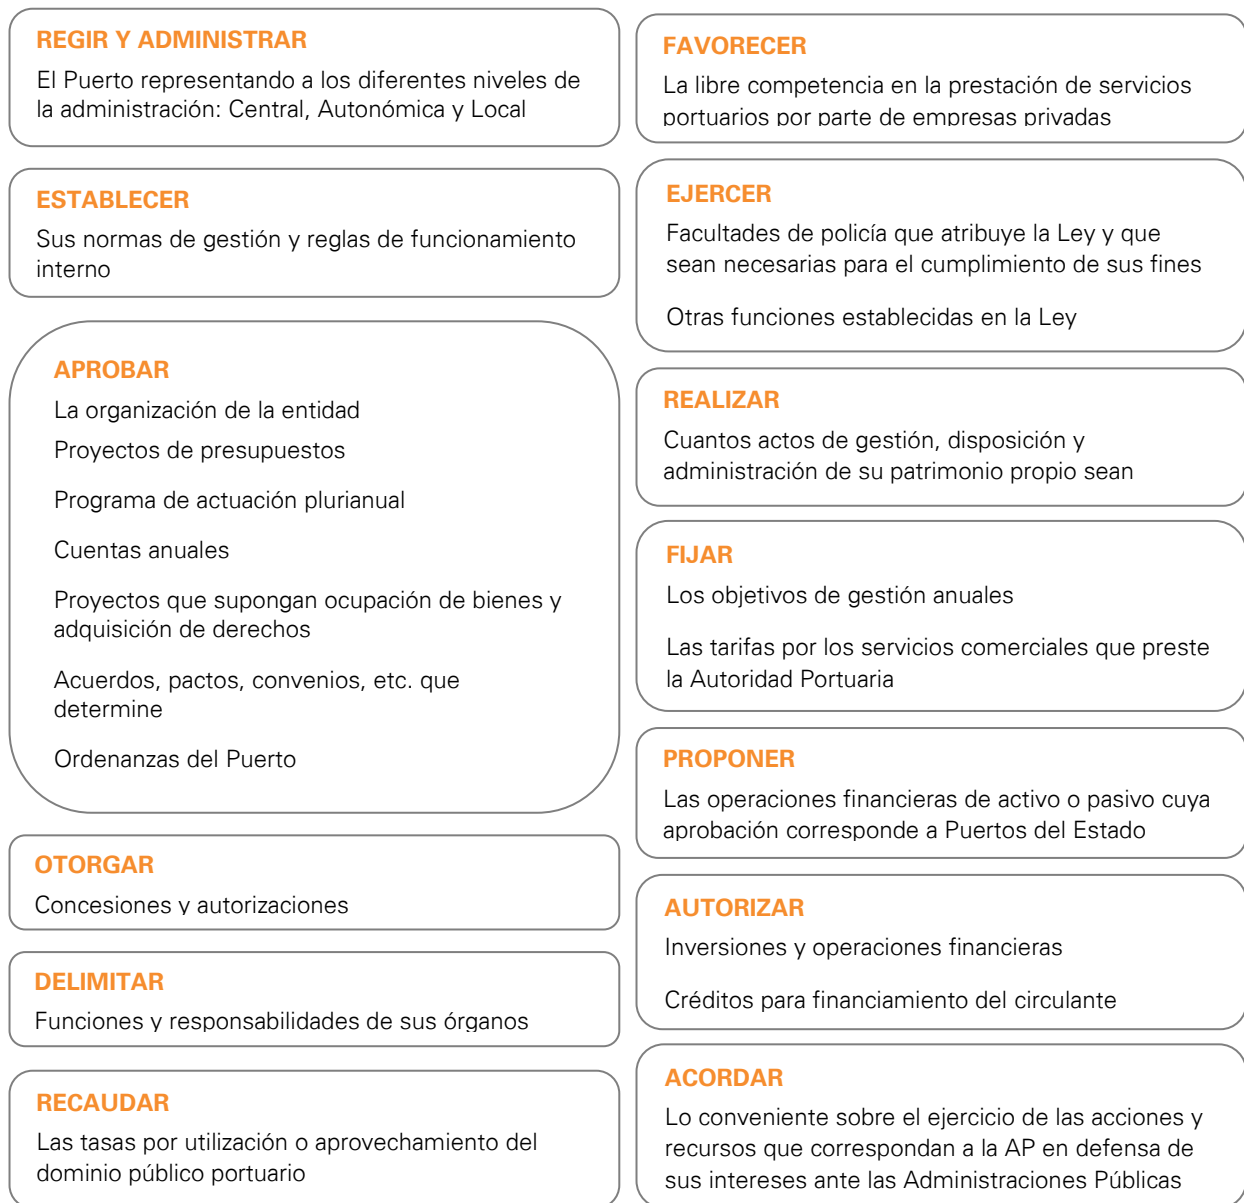 REGIR Y ADMINISTRAR
El Puerto representando a los diferentes niveles de
la administración: Central, Autonómica y Local
ESTABLECER
Sus normas de gestión y reglas de funcionamiento
interno
APROBAR
La organización de la entidad
Proyectos de presupuestos
Programa de actuación plurianual
Cuentas anuales
Proyectos que supongan ocupación de bienes y
adquisición de derechos
Acuerdos, pactos, convenios, etc. que
determine
Ordenanzas del Puerto
OTORGAR
Concesiones y autorizaciones
DELIMITAR
Funciones y responsabilidades de sus órganos
RECAUDAR
Las tasas por utilización o aprovechamiento del
dominio público portuario
FAVORECER
La libre competencia en la prestación de servicios
portuarios por parte de empresas privadas
EJERCER
Facultades de policía que atribuye la Ley y que
sean necesarias para el cumplimiento de sus fines
Otras funciones establecidas en la Ley
REALIZAR
Cuantos actos de gestión, disposición y
administración de su patrimonio propio sean
FIJAR
Los objetivos de gestión anuales
Las tarifas por los servicios comerciales que preste
la Autoridad Portuaria
PROPONER
Las operaciones financieras de activo o pasivo cuya
aprobación corresponde a Puertos del Estado
AUTORIZAR
Inversiones y operaciones financieras
Créditos para financiamiento del circulante
ACORDAR
Lo conveniente sobre el ejercicio de las acciones y
recursos que correspondan a la AP en defensa de
sus intereses ante las Administraciones Públicas